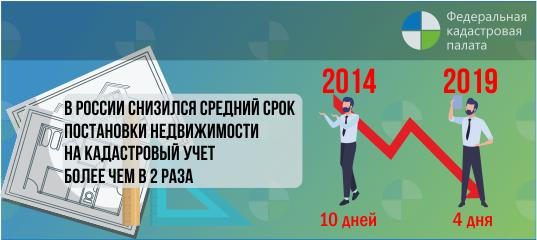 Федеральная
кадастровая
палата
В РОССИИ СНИЗИЛСЯ СРЕДНИЙ СРОК
ПОСТАНОВКИ НЕДВИЖИМОСТИ
НА КАДАСТРОВЫЙ УЧЕТ
БОЛЕЕ ЧЕМ В 2 РАЗА
2014
2019
10 дней
4 дня